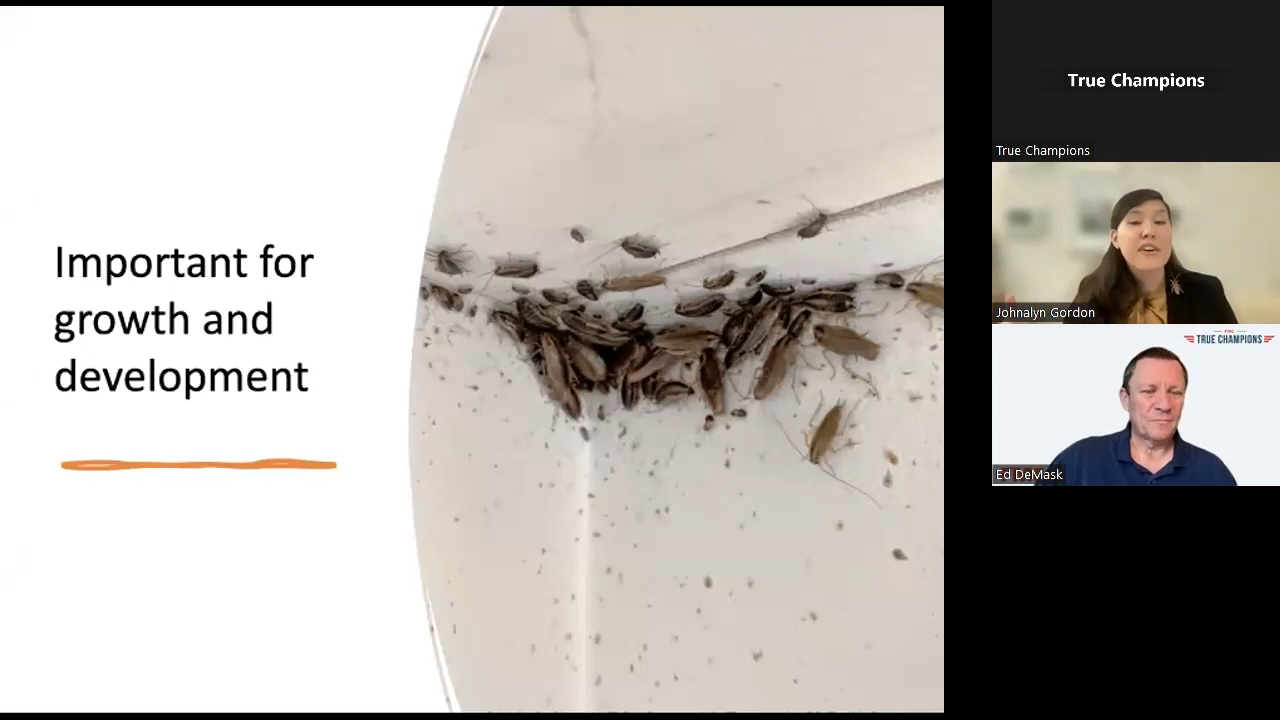 Important for
growth and
development
True Champions
True Champions
Johnalyn Gordon
TRUE CHAMPIONS
Ed DeMask